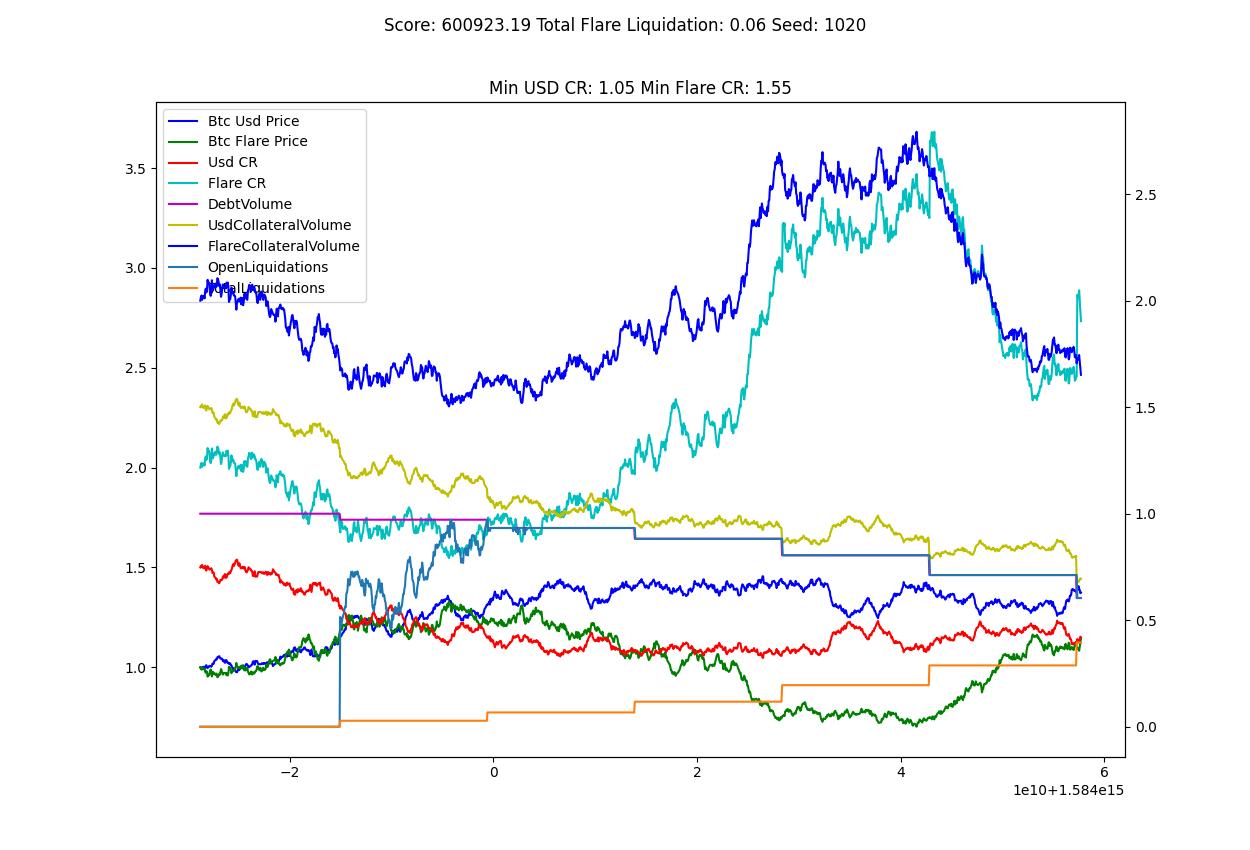 Score: 600923.19 Total Flare Liquidation: 0.06 Seed: 1020
Min USD CR: 1.05 Min Flare CR: 1.55
Btc Usd Price
Btc Flare Price
Usd CR
Flare CR
DebtVolume
UsdCollateralVolume
FlareCollateralVolume
OpenLiquidations
TotalLiquidations
3.5
3.0
2.5
2.0
1.5
1.0
2.5
2.0
1.5
1.0
0.5
0.0
−2
0
2
4
6
1e10+1.584e15